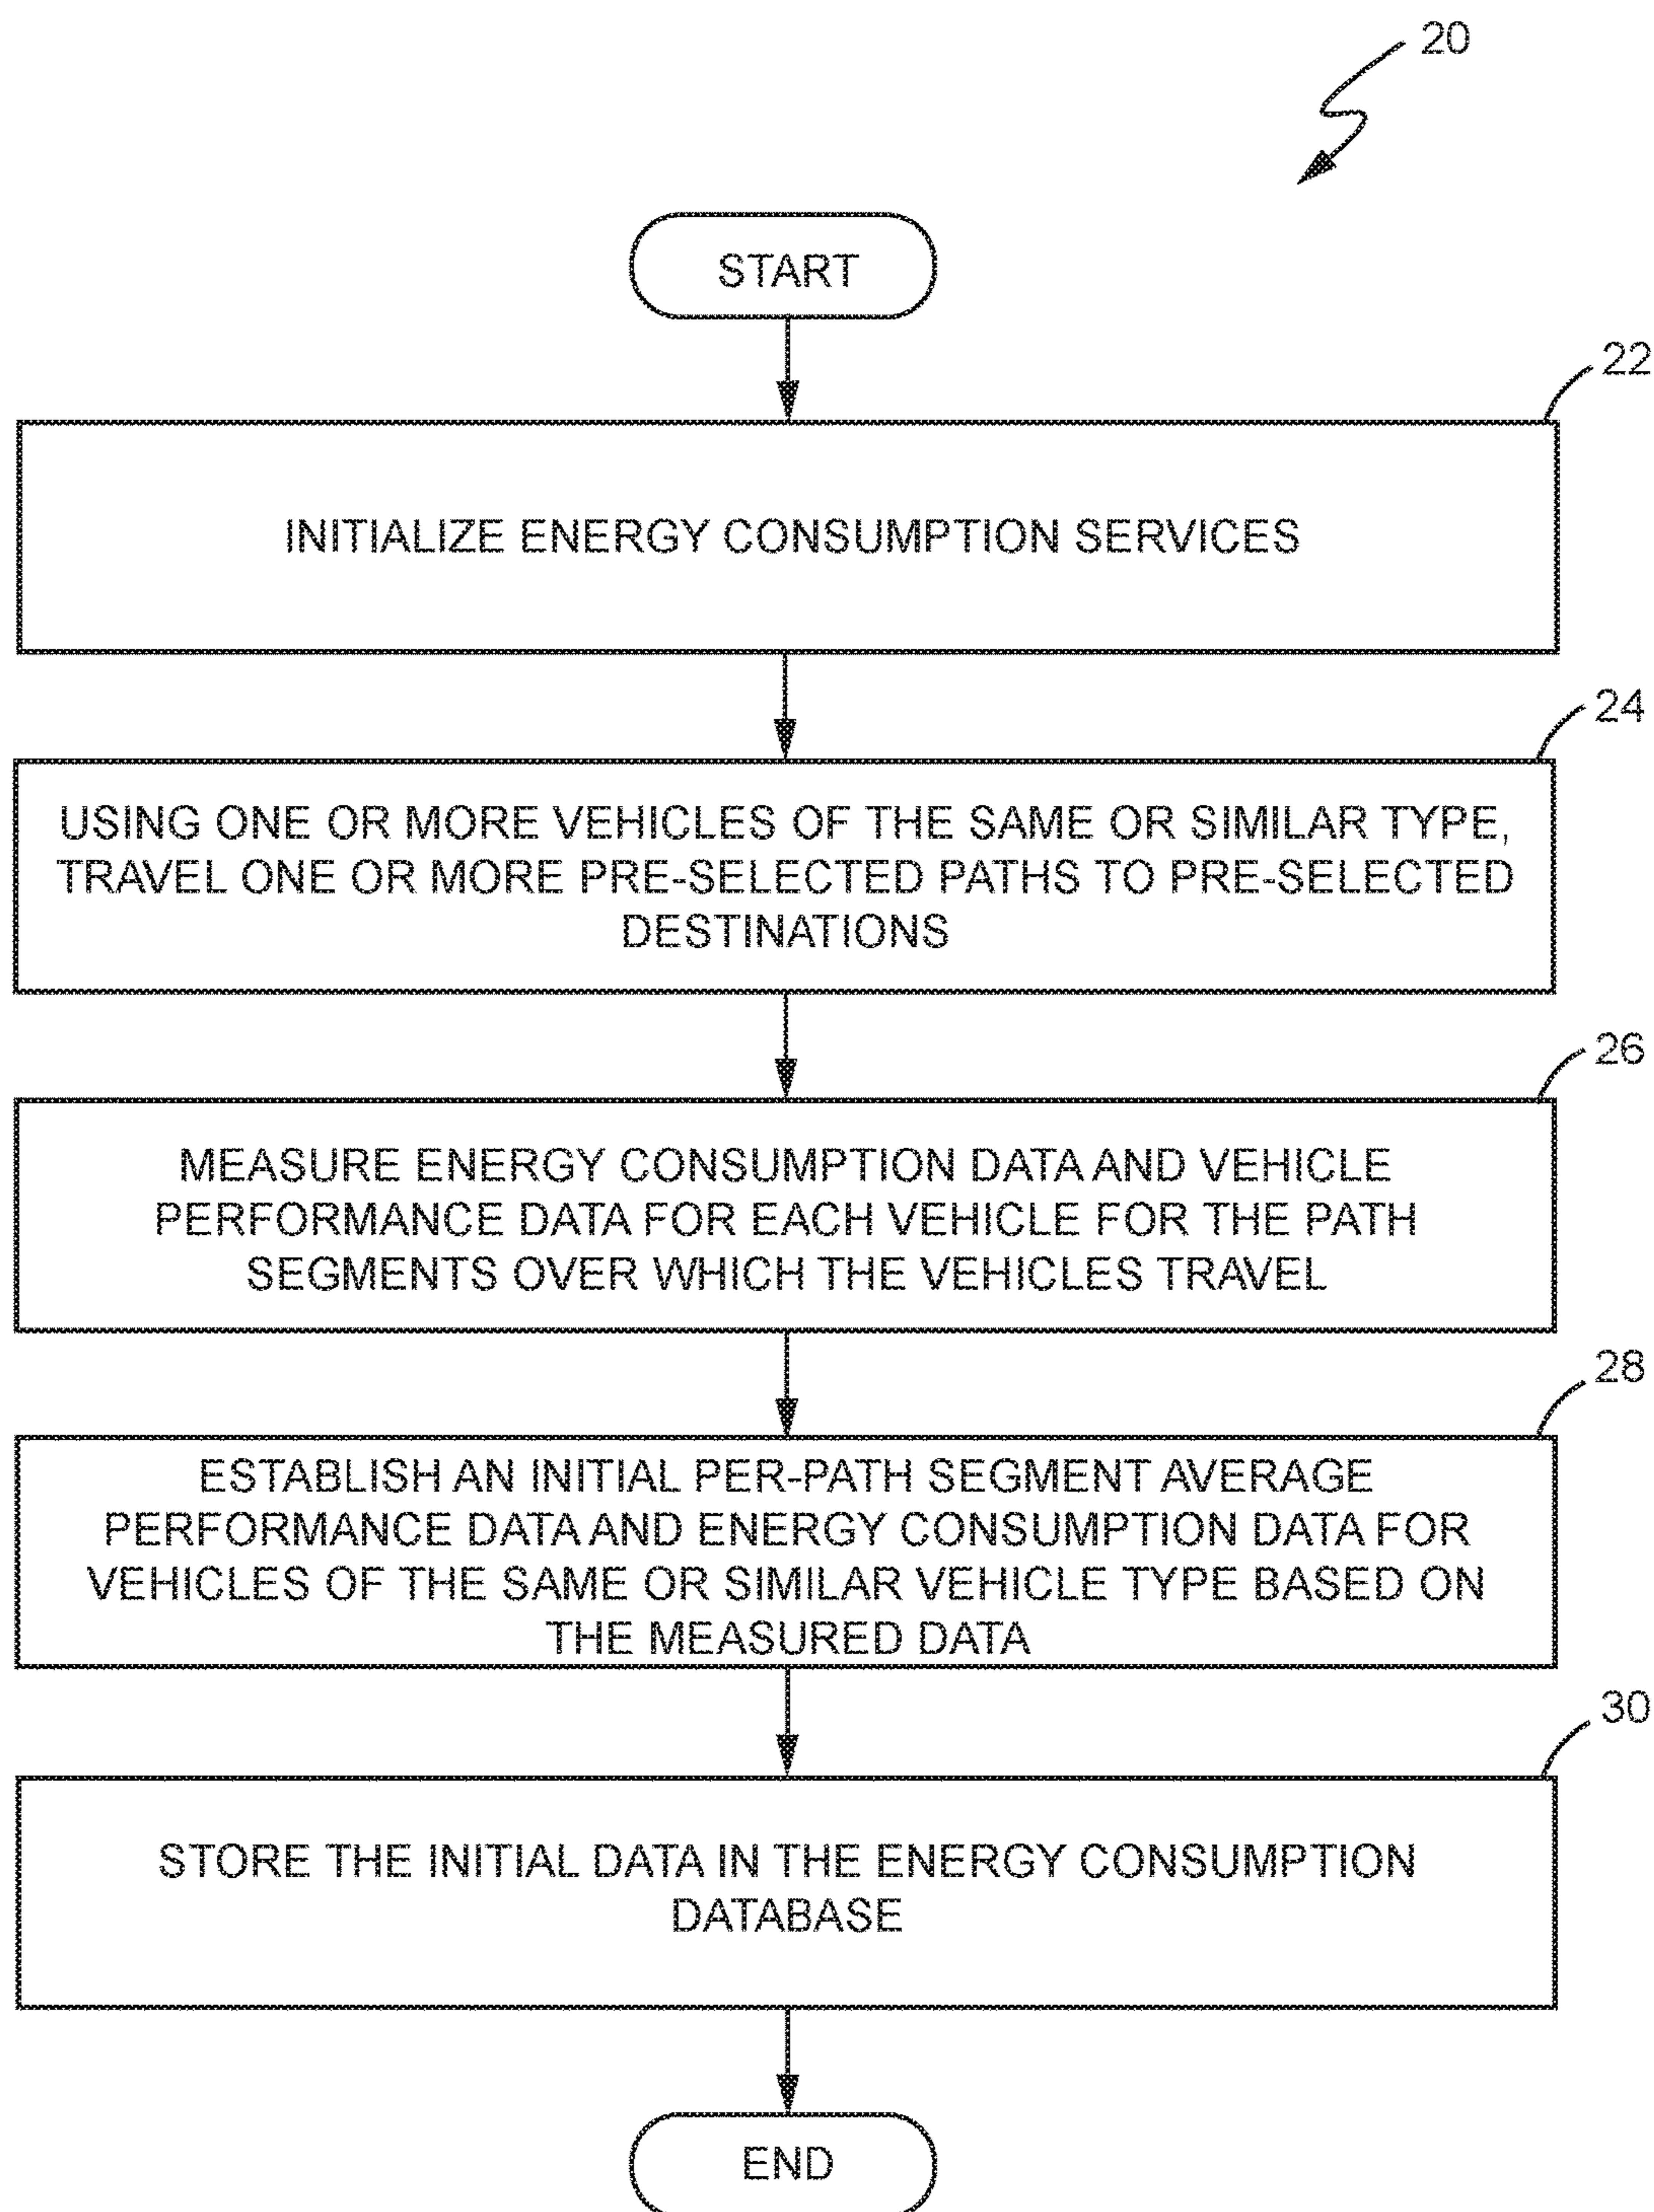 20
START
22
INITIALIZE ENERGY CONSUMPTION SERVICES
24
USING ONE OR MORE VEHICLES OF THE SAME OR SIMILAR TYPE,
TRAVEL ONE OR MORE PRE-SELECTED PATHS TO PRE-SELECTED
DESTINATIONS
26
MEASURE ENERGY CONSUMPTION DATA AND VEHICLE
PERFORMANCE DATA FOR EACH VEHICLE FOR THE PATH
SEGMENTS OVER WHICH THE VEHICLES TRAVEL
28
ESTABLISH AN INITIAL PER-PATH SEGMENT AVERAGE
PERFORMANCE DATA AND ENERGY CONSUMPTION DATA FOR
VEHICLES OF THE SAME OR SIMILAR VEHICLE TYPE BASED ON
THE MEASURED DATA
30
STORE THE INITIAL DATA IN THE ENERGY CONSUMPTION
DATABASE
END